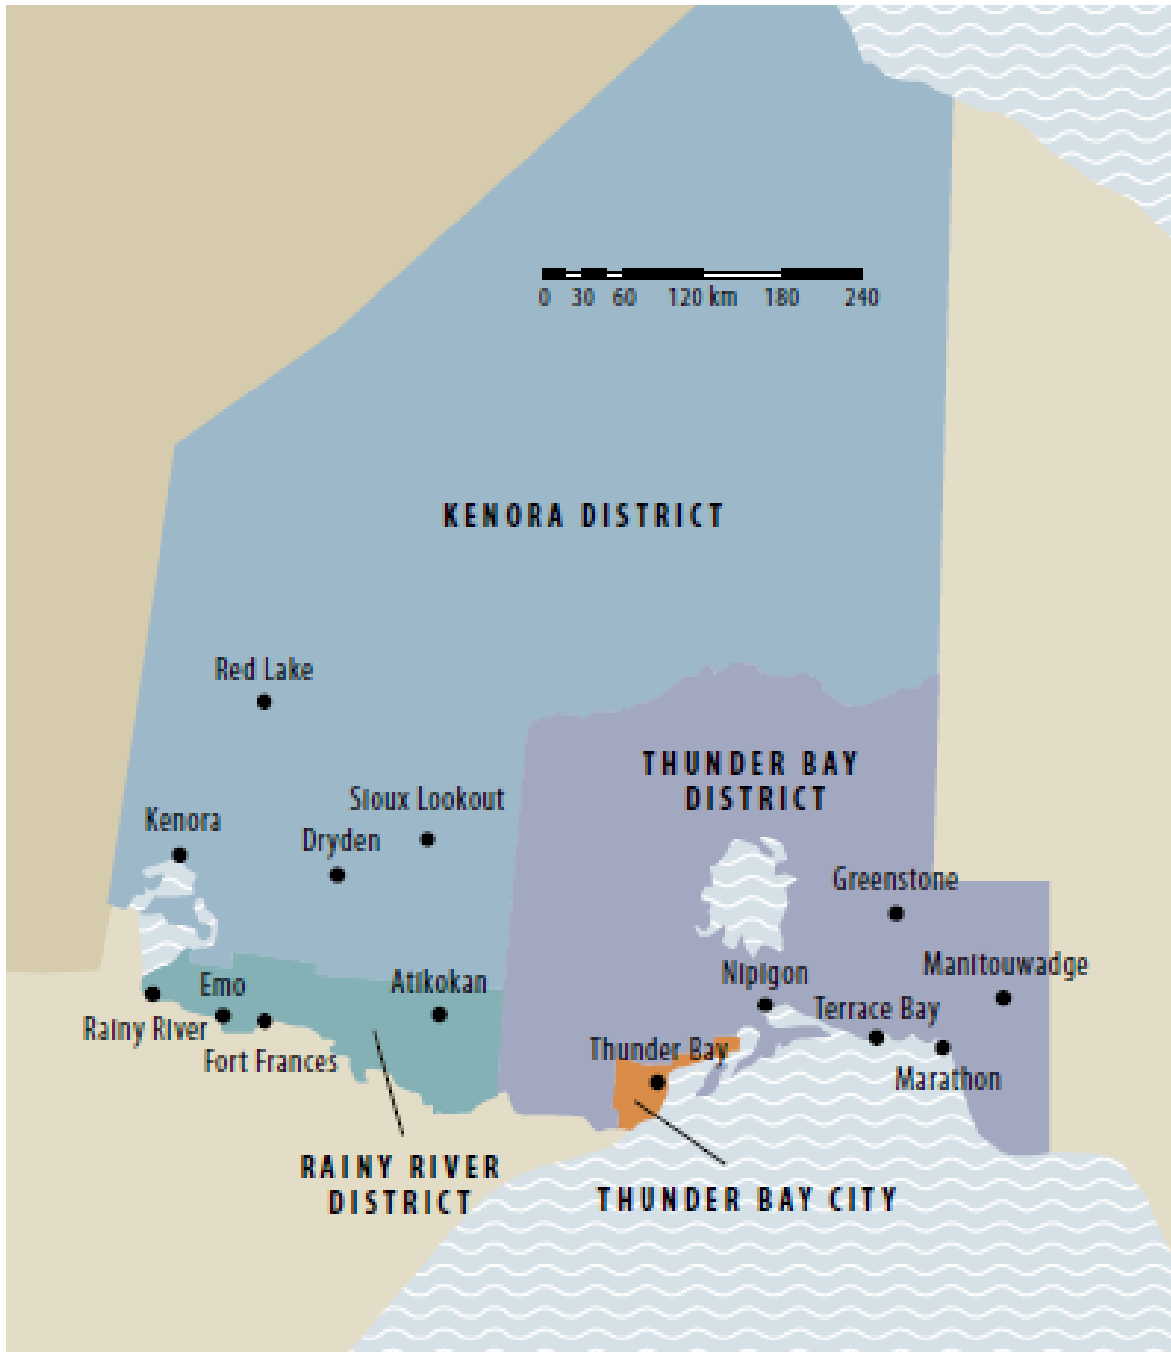 0 30 60 120 km 180 240
KENORA DISTRICT
Red Lake
THUNDER BAY
DISTRICT
Sioux Lookout
Kenora
Dryden
Greenstone
Manitouwadge
Nipigon
Emo
Atikokan
Terrace Bay
Rainy River
Thunder Bay
Fort Frances
Marathon
RAINY RIVER
DISTRICT
THUNDER BAY CITY